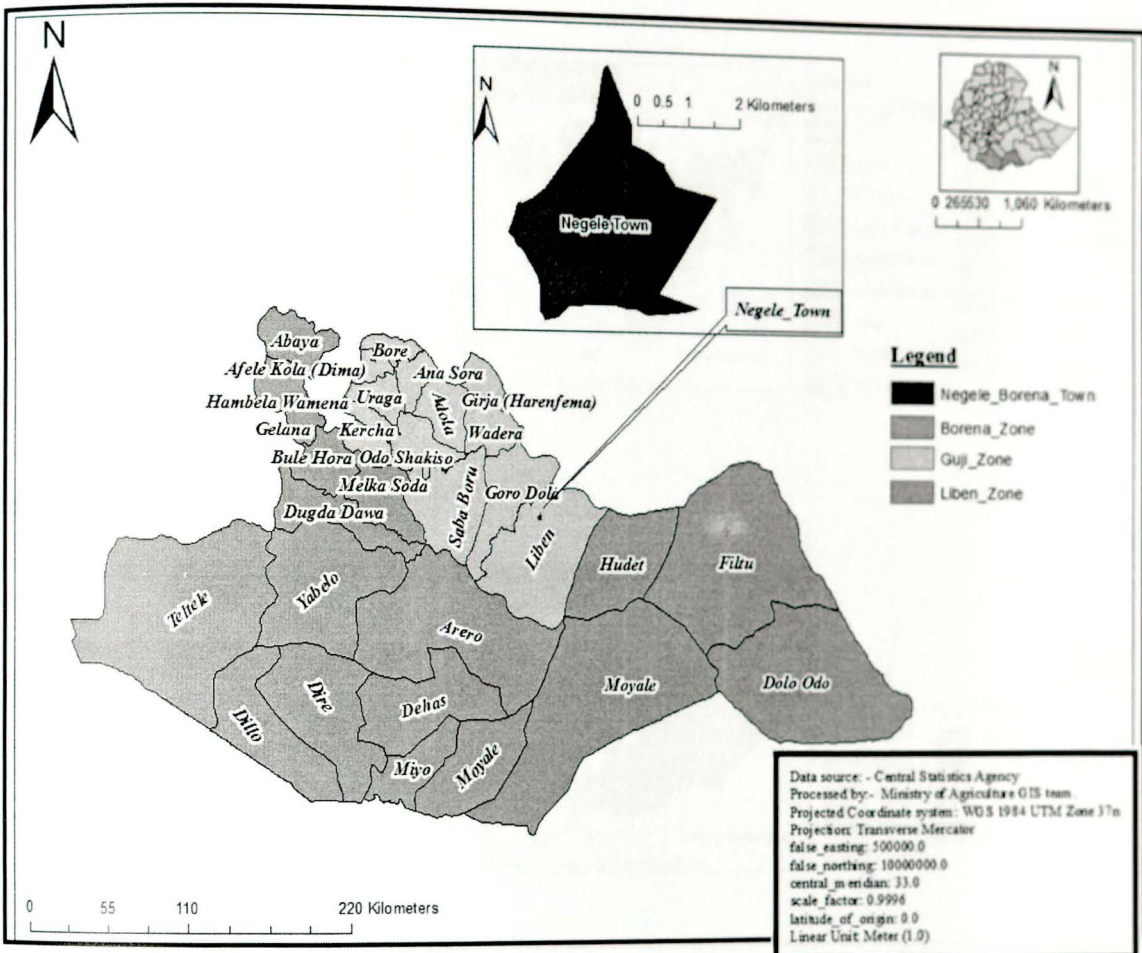 N
N
0 0.5 1 2 Kilometers
Negele Town
N
0 265530 1,060 Kilometers
Negele_Town
Legend
Negele_Borena_Town
Borena_Zone
Guji_Zone
Liben_Zone
Abaya
Bore
Afele Kola (Dima)
Ana Sora
Hambela Wamena
Uraga
Adola
Girja (Harenfema)
Gelana
Kercha
Wadera
Bule Hora
Odo Shakiso
Melka Soda
Saba Boru
Goro Dola
Dugda Dawa
Liben
Hudet
Filtu
Teltele
Yabelo
Arero
Moyale
Dolo Odo
Dillo
Dire
Dehas
Miyo
Moyale
Data source: - Central Statistics Agency
Processed by:- Ministry of Agriculture GIS team.
Projected Coordinate system: WGS 1984 UTM Zone 37n
Projection: Transverse Mercator
false_easting: 500000.0
false_northing: 10000000.0
central_meridian: 33.0
scale_factor: 0.9996
latitude_of_origin: 0.0
Linear Unit: Meter (1.0)
0 55 110 220 Kilometers